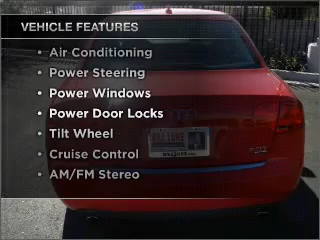 VEHICLE FEATURES
• Air Conditioning
• Power Steering
• Power Windows
• Power Door Locks
• Tilt Wheel
• Cruise Control
• AM/FM Stereo